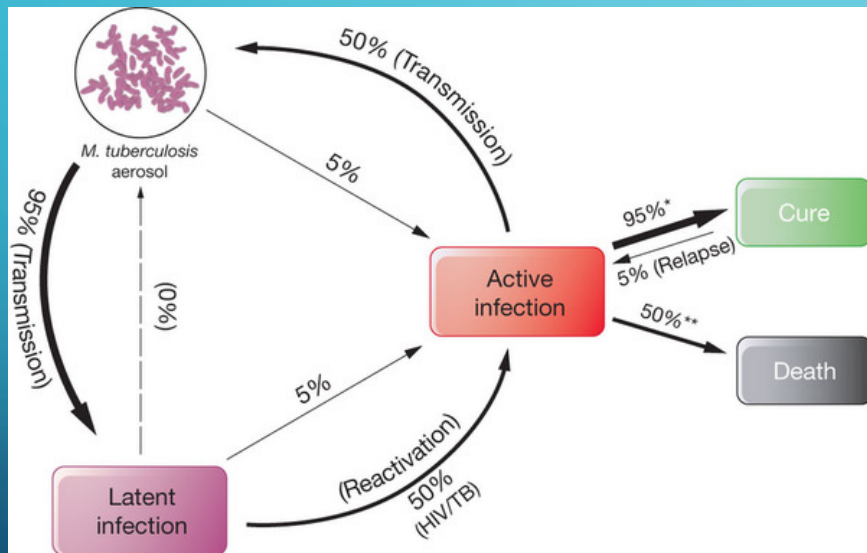 50% (Transmission)
M. tuberculosis
aerosol
5%
95% (Transmission)
(0%)
95%*
Cure
5% (Relapse)
Active
infection
50%**
Death
5%
(Reactivation)
50%
(HIV/TB)
Latent
infection